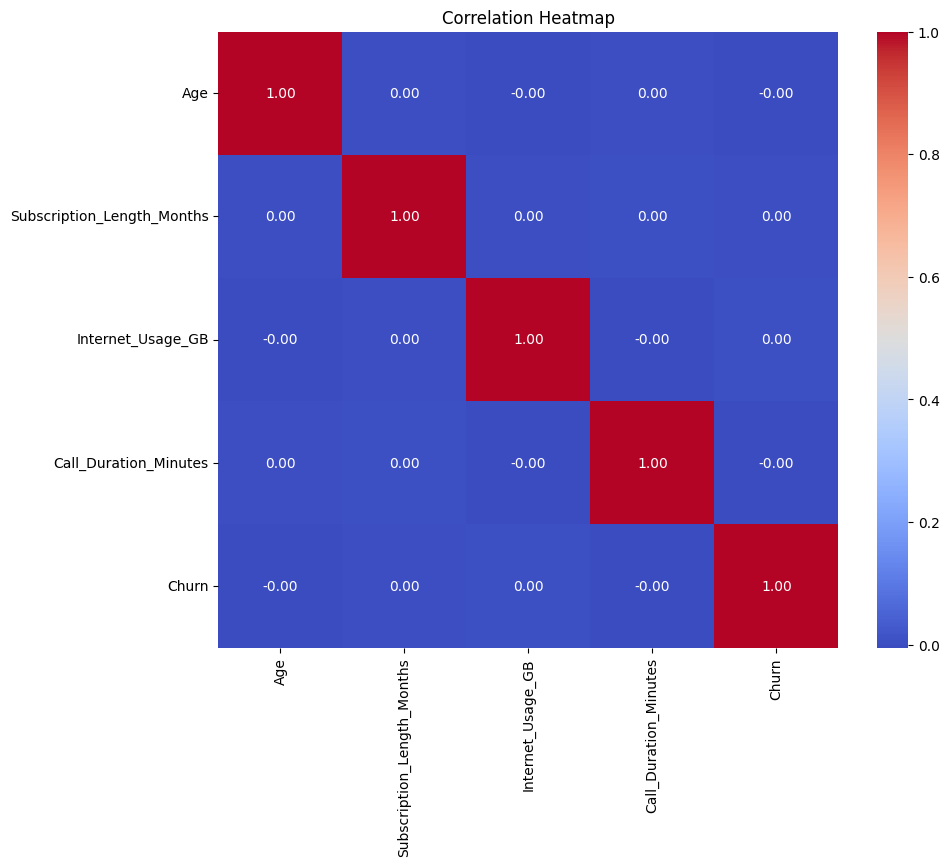 Correlation Heatmap
Age 1.00 0.00 -0.00 0.00 -0.00
Subscription_Length_Months 0.00 1.00 0.00 0.00 0.00
Internet_Usage_GB -0.00 0.00 1.00 -0.00 0.00
Call_Duration_Minutes 0.00 0.00 -0.00 1.00 -0.00
Churn -0.00 0.00 0.00 -0.00 1.00
Age
Subscription_Length_Months
Internet_Usage_GB
Call_Duration_Minutes
Churn
1.0
0.8
0.6
0.4
0.2
0.0